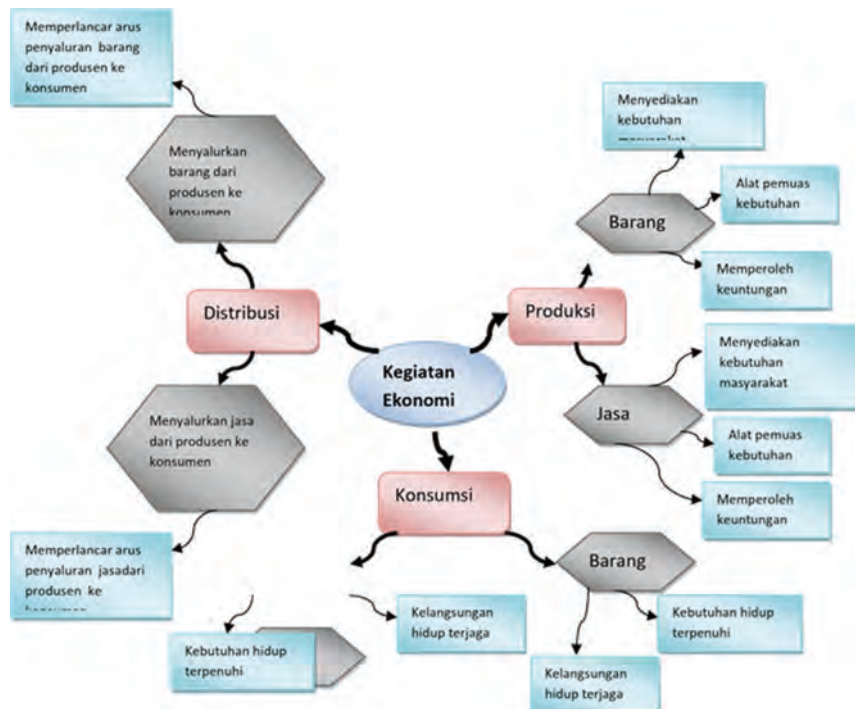 Memperlancar arus
penyaluran barang
dari produsen ke
konsumen
Menyalurkan
barang dari
produsen ke
konsumen
Distribusi
Menyalurkan jasa
dari produsen ke
konsumen
Memperlancar arus
penyaluran jasadari
produsen ke
konsumen
Kegiatan
Ekonomi
Produksi
Barang
Menyediakan
kebutuhan
masyarakat
Alat pemuas
kebutuhan
Memperoleh
keuntungan
Jasa
Menyediakan
kebutuhan
masyarakat
Alat pemuas
kebutuhan
Memperoleh
keuntungan
Konsumsi
Kebutuhan hidup
terpenuhi
Kelangsungan
hidup terjaga
Barang
Kebutuhan hidup
terpenuhi
Kelangsungan
hidup terjaga